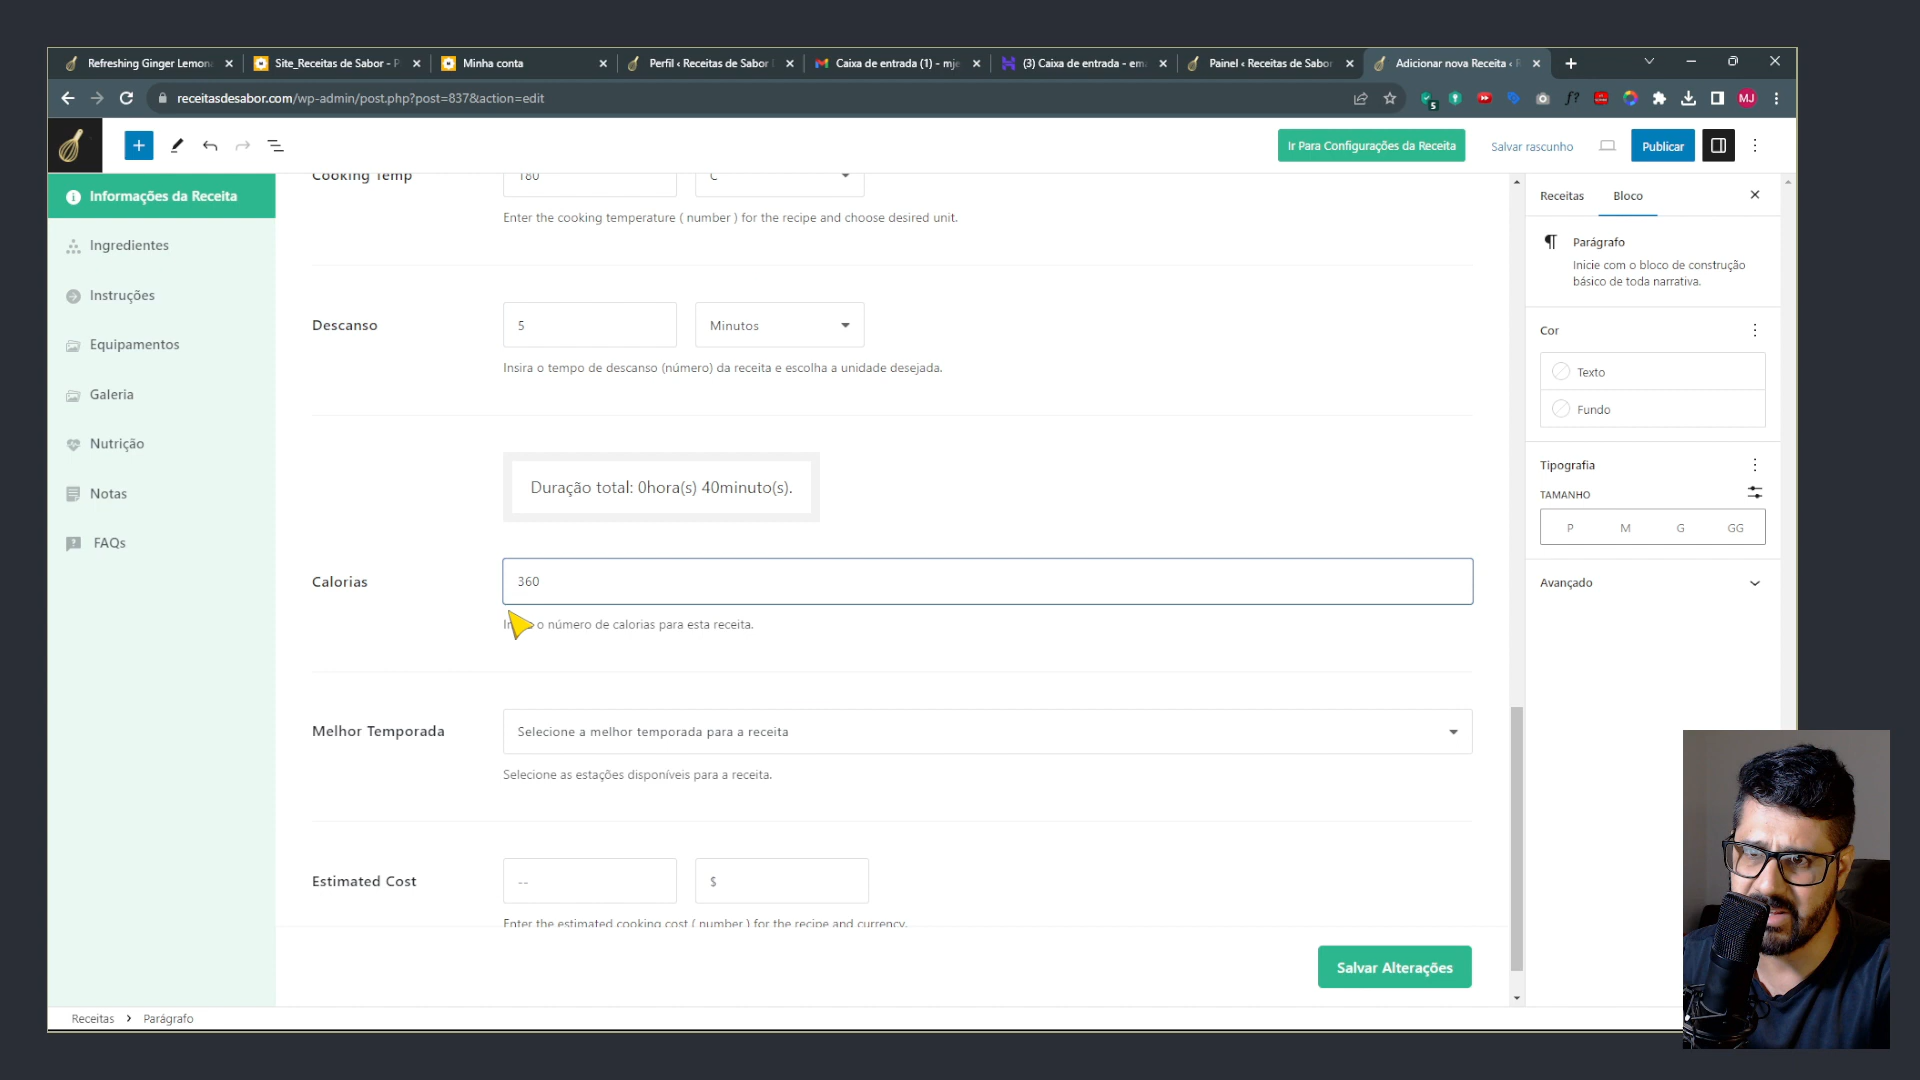 Refreshing Ginger Lemon
Site_Receitas de Sabor - P
Minha conta
Perfil ‹ Receitas de Sabor
Caixa de entrada (1) - mje
(3) Caixa de entrada - em
Painel ‹ Receitas de Sabor
Adicionar nova Receita ‹
receitasdesabor.com/wp-admin/post.php?post=837&action=edit
5
f?
MJ
Ir Para Configurações da Receita
Salvar rascunho
Publicar
Informações da Receita
Ingredientes
Instruções
Equipamentos
Galeria
Nutrição
Notas
FAQs
Cooking Temp
180
C
Enter the cooking temperature ( number ) for the recipe and choose desired unit.
Descanso
5
Minutos
Insira o tempo de descanso (número) da receita e escolha a unidade desejada.
Duração total: 0hora(s) 40minuto(s).
Calorias
360
o número de calorias para esta receita.
Melhor Temporada
Selecione a melhor temporada para a receita
Selecione as estações disponíveis para a receita.
Estimated Cost
--
$
Enter the estimated cooking cost ( number ) for the recipe and currency.
Salvar Alterações
Receitas
Bloco
Parágrafo
Inicie com o bloco de construção
básico de toda narrativa.
Cor
Texto
Fundo
Tipografia
TAMANHO
P
M
G
GG
Avançado
Receitas › Parágrafo